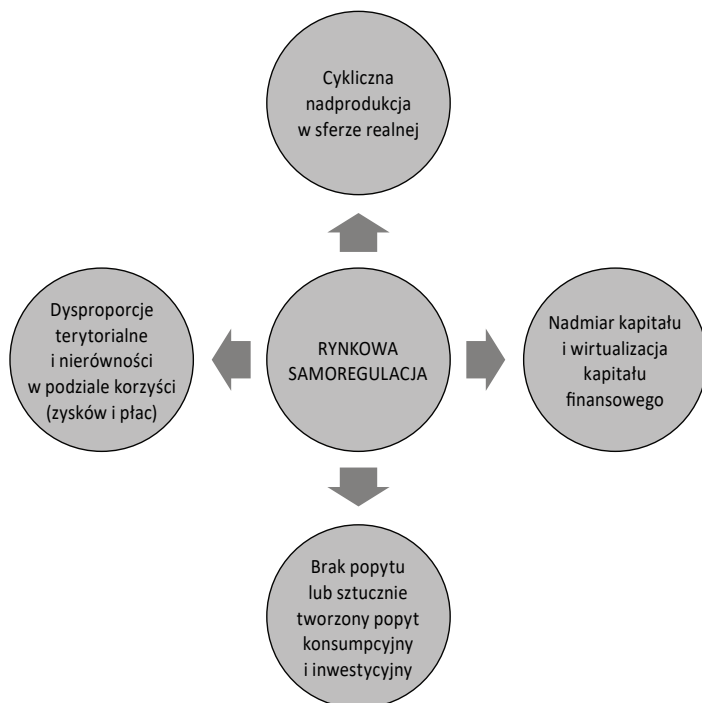 Cykliczna
nadprodukcja
w sferze realnej
Dysproporcje
terytorialne
i nierówności
w podziale korzyści
(zysków i płac)
RYNKOWA
SAMOREGULACJA
Nadmiar kapitału
i wirtualizacja
kapitału
finansowego
Brak popytu
lub sztucznie
tworzony popyt
konsumpcyjny
i inwestycyjny